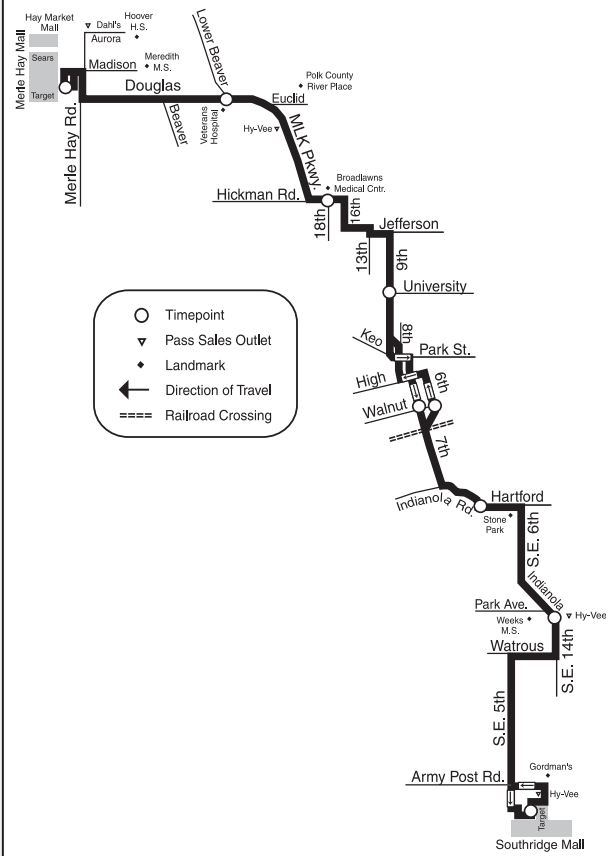 Hay Market
Mall
Dahl's
Aurora
Hoover
H.S.
Merle Hay Mall
Sears
Target
Madison
Meredith
M.S.
Douglas
Lower Beaver
Merle Hay Rd.
Beaver
Veterans
Hospital
Euclid
Polk County
River Place
Hy-Vee
MLK Pkwy.
Broadlawns
Medical Cntr.
Hickman Rd.
18th
16th
Jefferson
13th
9th
University
Timepoint
Pass Sales Outlet
Landmark
Direction of Travel
Railroad Crossing
Keo
8th
Park St.
High
6th
Walnut
7th
Indianola Rd.
Hartford
Stone
Park
S.E. 6th
Indianola
Park Ave.
Weeks
M.S.
Hy-Vee
Watrous
S.E. 14th
S.E. 5th
Army Post Rd.
Gordman's
Hy-Vee
Target
Southridge Mall